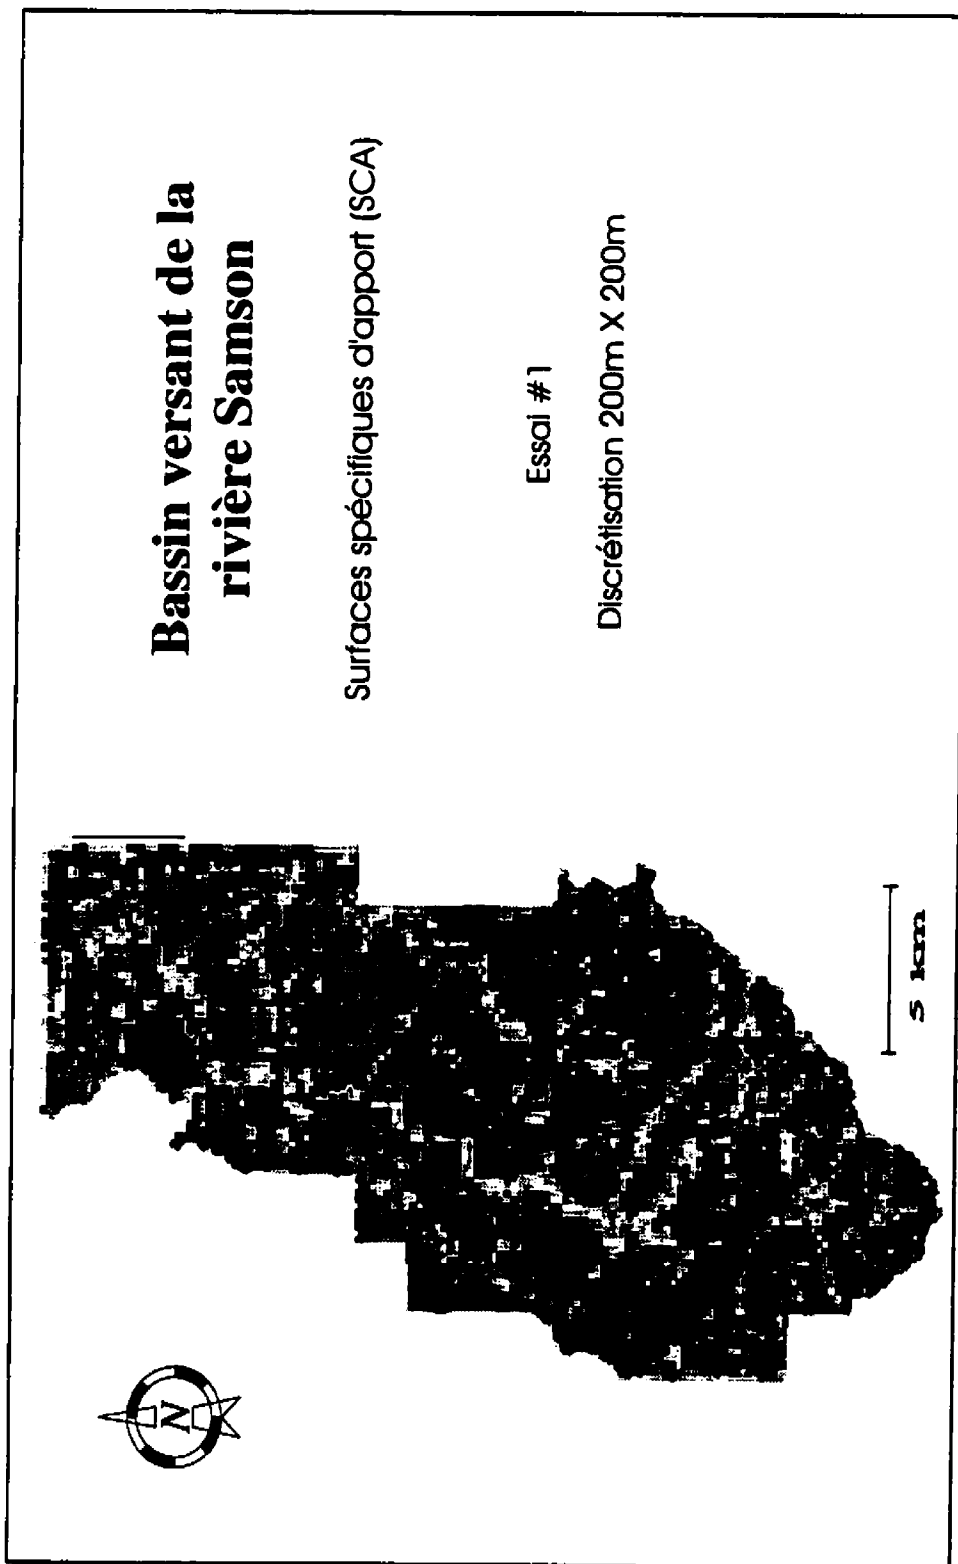 Bassin versant de la
rivière Samson
Surfaces spécifiques d'apport (SCA)
Essai #1
Discrétisation 200m X 200m
N
5 km